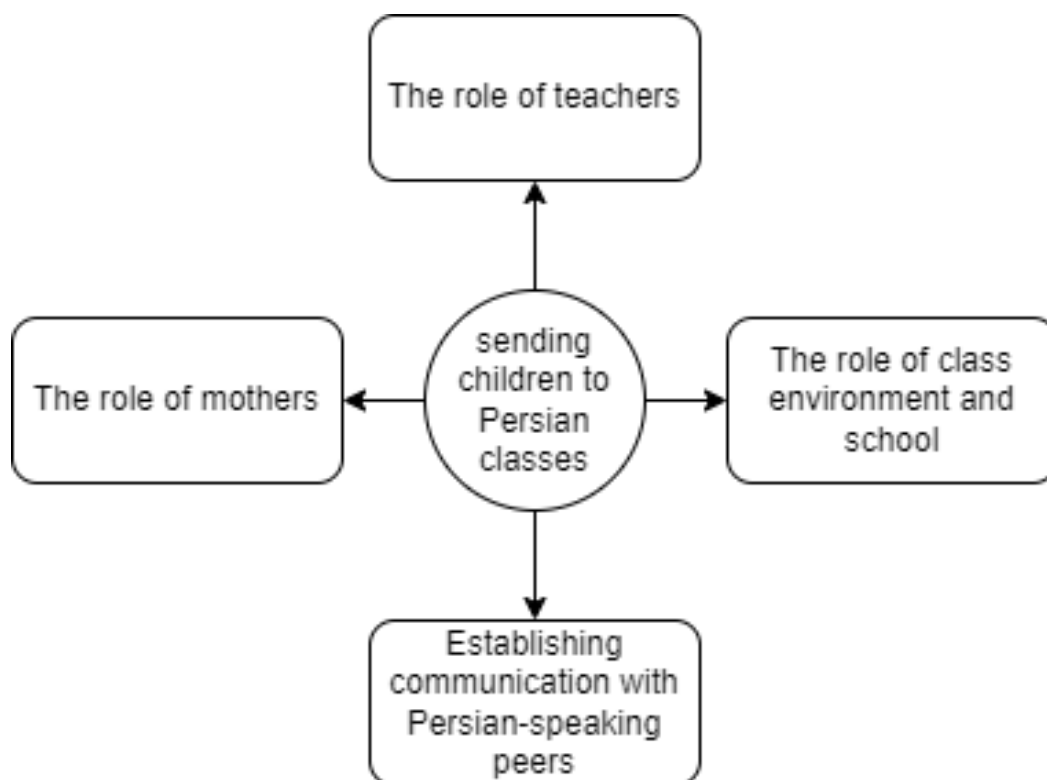 The role of teachers
sending
children to
Persian
classes
The role of mothers
The role of class
environment and
school
Establishing
communication with
Persian-speaking
peers